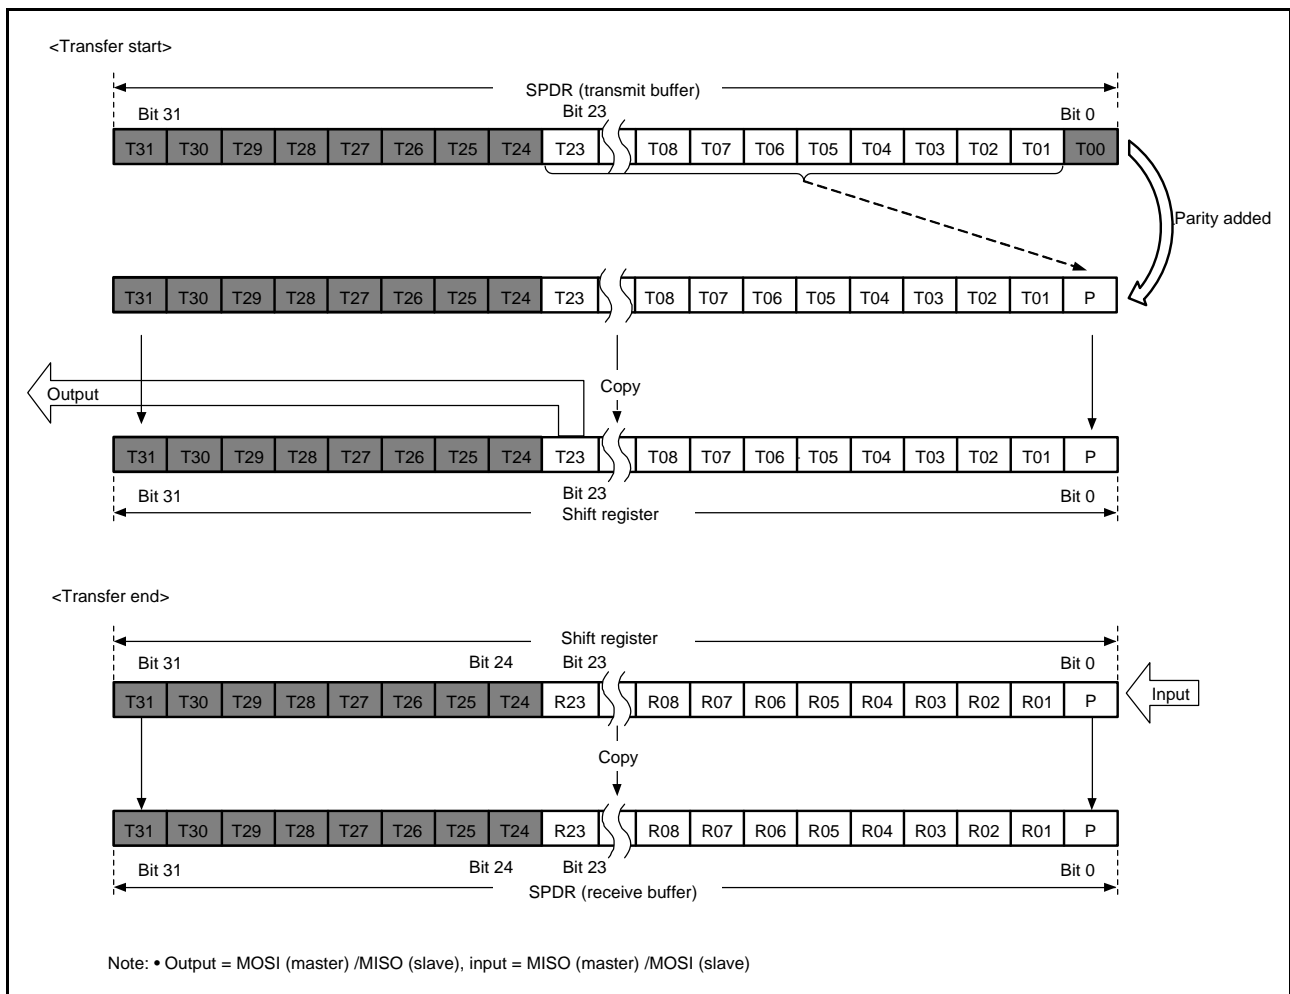 <Transfer start>
SPDR (transmit buffer)
Bit 31 Bit 23 Bit 0
T31 T30 T29 T28 T27 T26 T25 T24 T23 T08 T07 T06 T05 T04 T03 T02 T01 T00
Parity added
T31 T30 T29 T28 T27 T26 T25 T24 T23 T08 T07 T06 T05 T04 T03 T02 T01 P
Output
Copy
T31 T30 T29 T28 T27 T26 T25 T24 T23 T08 T07 T06 T05 T04 T03 T02 T01 P
Bit 31 Bit 23 Bit 0
Shift register
<Transfer end>
Shift register
Bit 31 Bit 24 Bit 23 Bit 0
T31 T30 T29 T28 T27 T26 T25 T24 R23 R08 R07 R06 R05 R04 R03 R02 R01 P
Input
Copy
T31 T30 T29 T28 T27 T26 T25 T24 R23 R08 R07 R06 R05 R04 R03 R02 R01 P
Bit 31 Bit 24 Bit 23 Bit 0
SPDR (receive buffer)
Note: • Output = MOSI (master) /MISO (slave), input = MISO (master) /MOSI (slave)